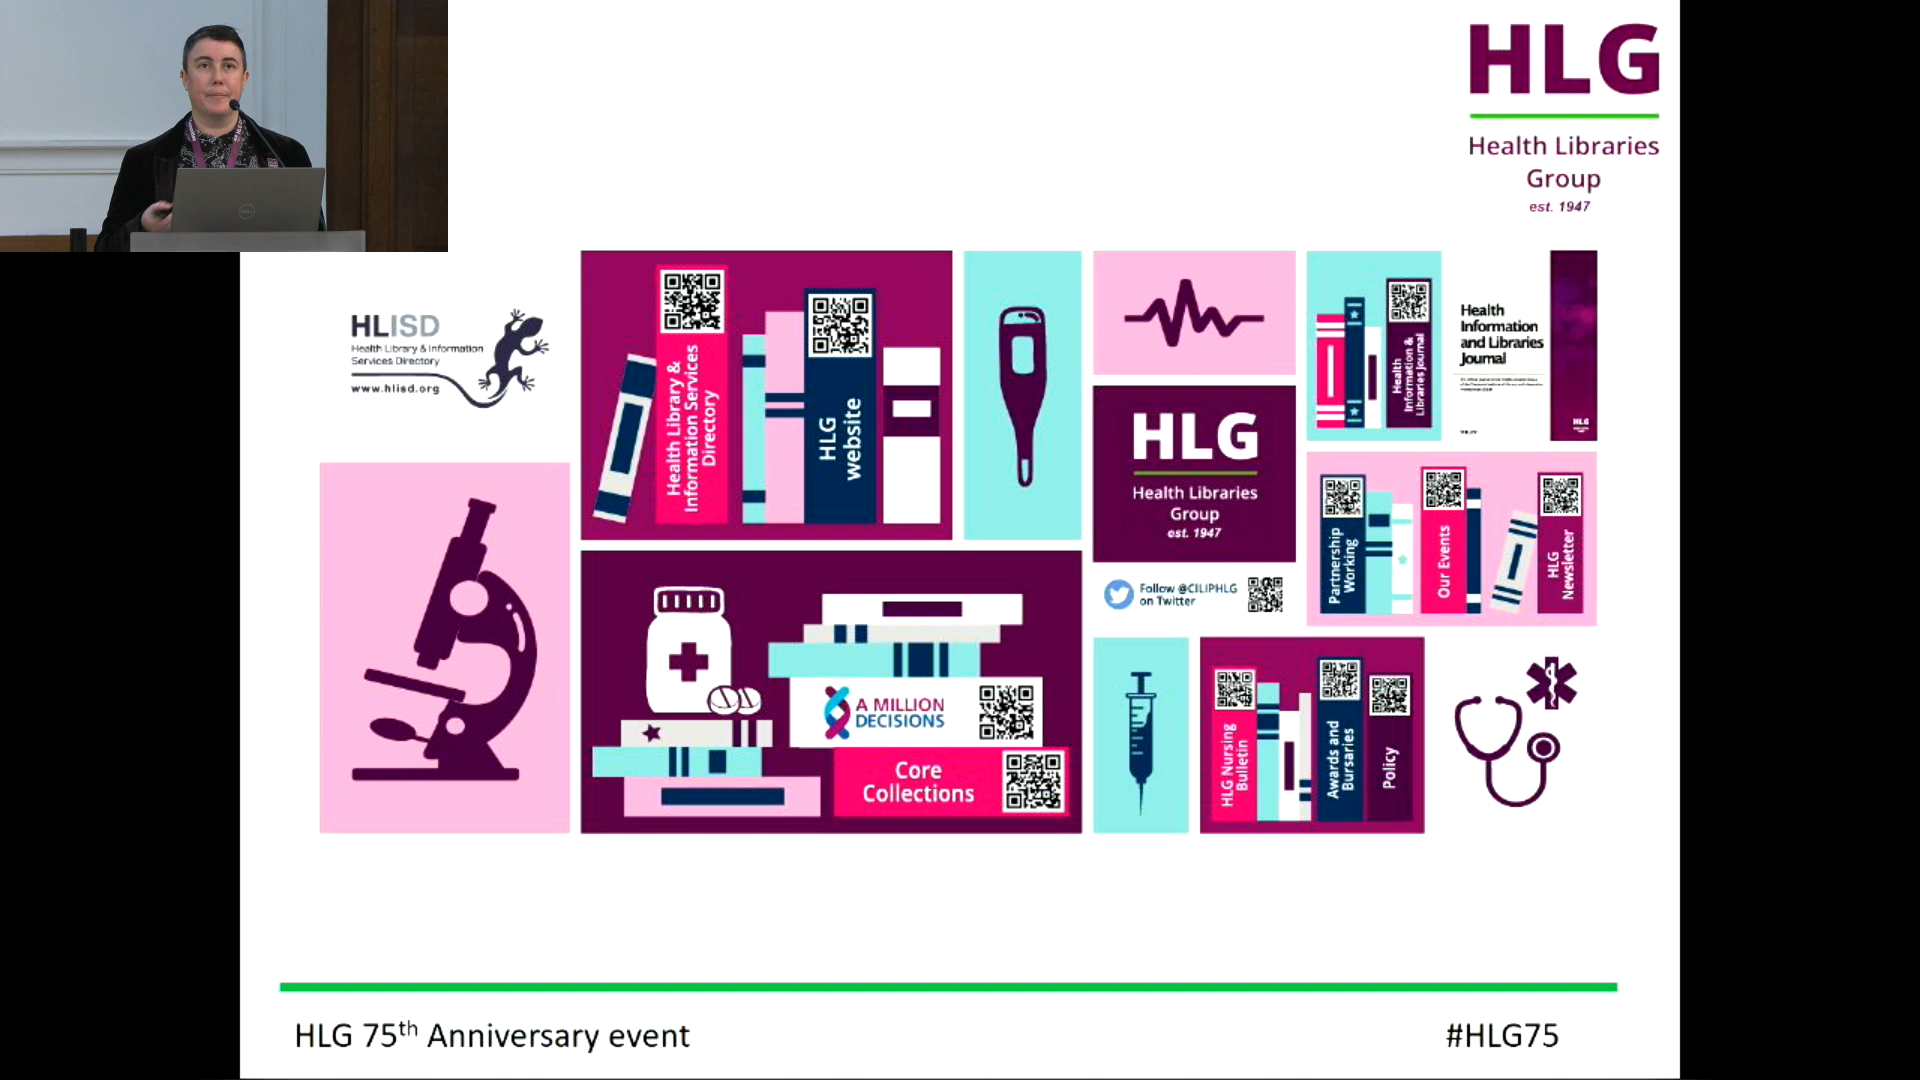 HLG
Health Libraries
Group
est. 1947
HLISD
Health Library & Information
Services Directory
www.hlisd.org
Health Library &
Information Services
Directory
HLG
website
HLG
Health Libraries
Group
est. 1947
Follow @CILIPHLG
on Twitter
Health
Information &
Libraries Journal
Health
Information
and Libraries
Journal
HLG
Partnership
Working
Our Events
HLG
Newsletter
A MILLION
DECISIONS
Core
Collections
HLG Nursing
Bulletin
Awards and
Bursaries
Policy
HLG 75th Anniversary event
#HLG75